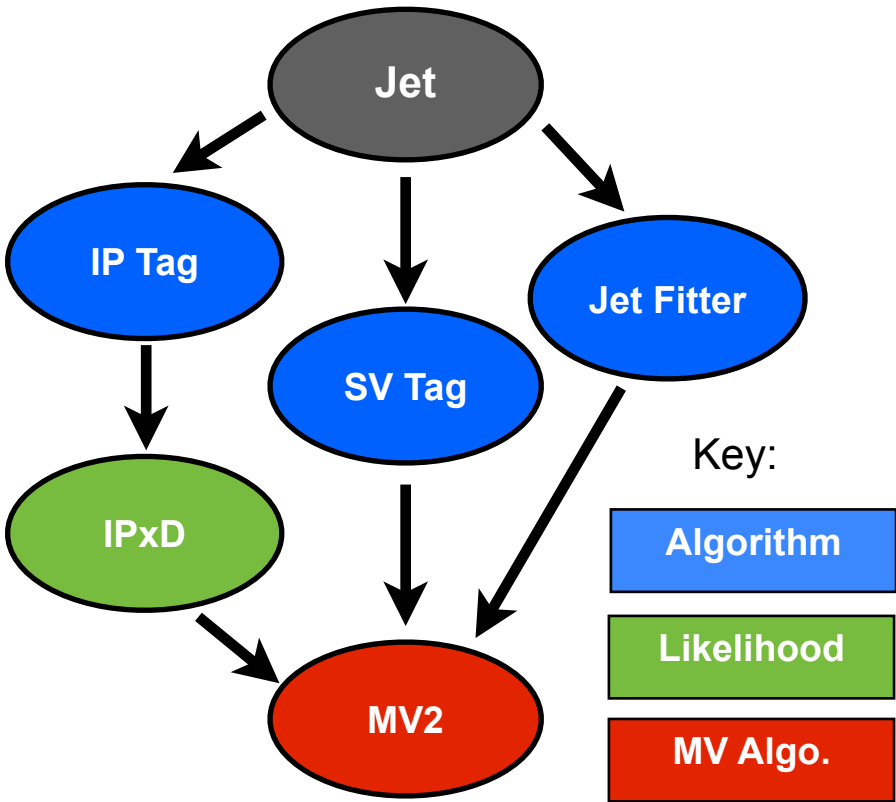 Jet
IP Tag
Jet Fitter
SV Tag
Key:
IPxD
Algorithm
Likelihood
MV2
MV Algo.